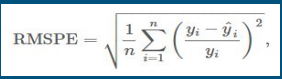 RMSPE = \sqrt{\frac{1}{n} \sum_{i=1}^{n} \left( \frac{y_i - \hat{y}_i}{y_i} \right)^2},